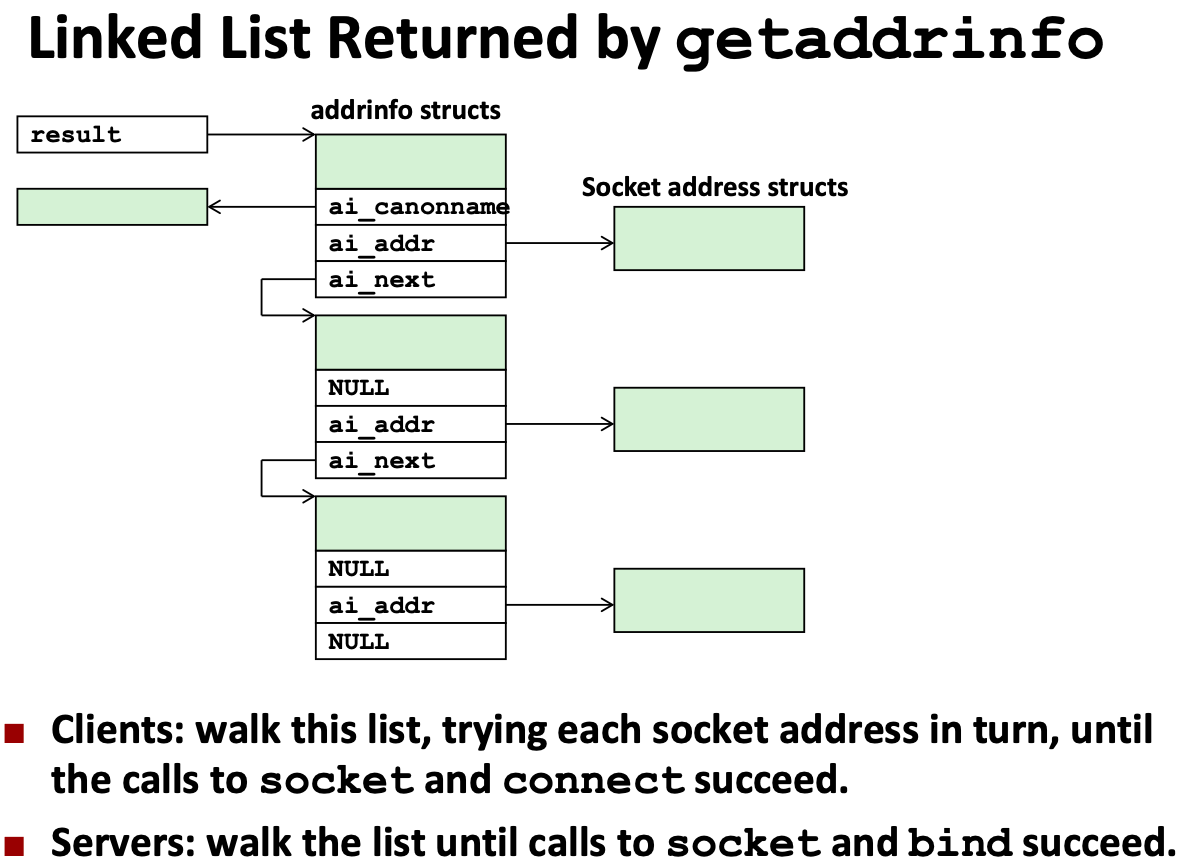 Linked List Returned by getaddrinfo
addrinfo structs
result
Socket address structs
ai_canonname
ai_addr
ai_next
NULL
ai_addr
ai_next
NULL
ai_addr
NULL
Clients: walk this list, trying each socket address in turn, until
the calls to socket and connect succeed.
Servers: walk the list until calls to socket and bind succeed.